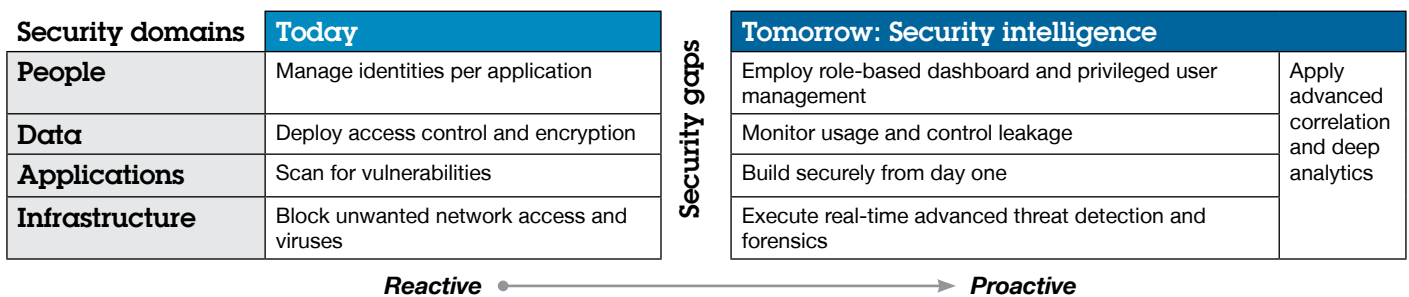 Security domains
Today
Security gaps
Tomorrow: Security intelligence
People
Manage identities per application
Employ role-based dashboard and privileged user
management
Apply
advanced
correlation
and deep
analytics
Data
Deploy access control and encryption
Monitor usage and control leakage
Applications
Scan for vulnerabilities
Build securely from day one
Infrastructure
Block unwanted network access and
viruses
Execute real-time advanced threat detection and
forensics
Reactive
Proactive